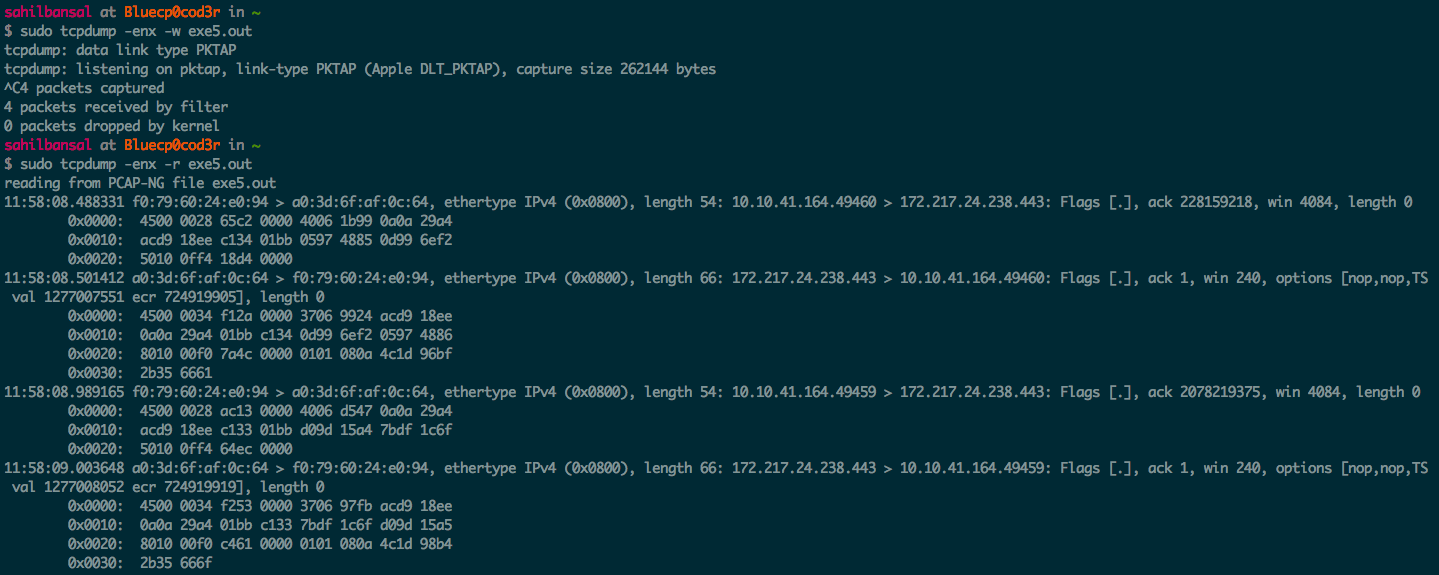 sahilbansal at Bluecp0cod3r in ~
$ sudo tcpdump -enx -w exe5.out
tcpdump: data link type PKTAP
tcpdump: listening on pktap, link-type PKTAP (Apple DLT_PKTAP), capture size 262144 bytes
^C4 packets captured
4 packets received by filter
0 packets dropped by kernel
sahilbansal at Bluecp0cod3r in ~
$ sudo tcpdump -enx -r exe5.out
reading from PCAP-NG file exe5.out
11:58:08.488331 f0:79:60:24:e0:94 > a0:3d:6f:af:0c:64, ethertype IPv4 (0x0800), length 54: 10.10.41.164.49460 > 172.217.24.238.443: Flags [.], ack 228159218, win 4084, length 0
0x0000:  4500 0028 65c2 0000 4006 1b99 0a0a 29a4
0x0010:  acd9 18ee c134 01bb 0597 4885 0d99 6ef2
0x0020:  5010 0ff4 18d4 0000
11:58:08.501412 a0:3d:6f:af:0c:64 > f0:79:60:24:e0:94, ethertype IPv4 (0x0800), length 66: 172.217.24.238.443 > 10.10.41.164.49460: Flags [.], ack 1, win 240, options [nop,nop,TS
val 1277007551 ecr 724919905], length 0
0x0000:  4500 0034 f12a 0000 3706 9924 acd9 18ee
0x0010:  0a0a 29a4 01bb c134 0d99 6ef2 0597 4886
0x0020:  8010 00f0 7a4c 0000 0101 080a 4c1d 96bf
0x0030:  2b35 6661
11:58:08.989165 f0:79:60:24:e0:94 > a0:3d:6f:af:0c:64, ethertype IPv4 (0x0800), length 54: 10.10.41.164.49459 > 172.217.24.238.443: Flags [.], ack 2078219375, win 4084, length 0
0x0000:  4500 0028 ac13 0000 4006 d547 0a0a 29a4
0x0010:  acd9 18ee c133 01bb d09d 15a4 7bdf 1c6f
0x0020:  5010 0ff4 64ec 0000
11:58:09.003648 a0:3d:6f:af:0c:64 > f0:79:60:24:e0:94, ethertype IPv4 (0x0800), length 66: 172.217.24.238.443 > 10.10.41.164.49459: Flags [.], ack 1, win 240, options [nop,nop,TS
val 1277008052 ecr 724919919], length 0
0x0000:  4500 0034 f253 0000 3706 97fb acd9 18ee
0x0010:  0a0a 29a4 01bb c133 7bdf 1c6f d09d 15a5
0x0020:  8010 00f0 c461 0000 0101 080a 4c1d 98b4
0x0030:  2b35 666f